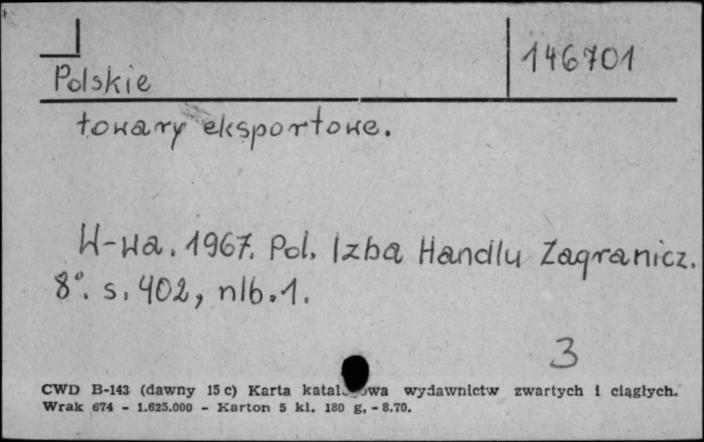 146701
Polskie
towary eksportowe.
W-wa. 1967. Pol. Izba Handlu Zagranicz.
8°. s. 402, nlb. 1.
3
CWD B-143 (dawny 15 c) Karta wydawnictw zwartych i ciągłych.
Wrak 674 - 1.625.000 - Karton 5 kl. 180 g. - 8.70.